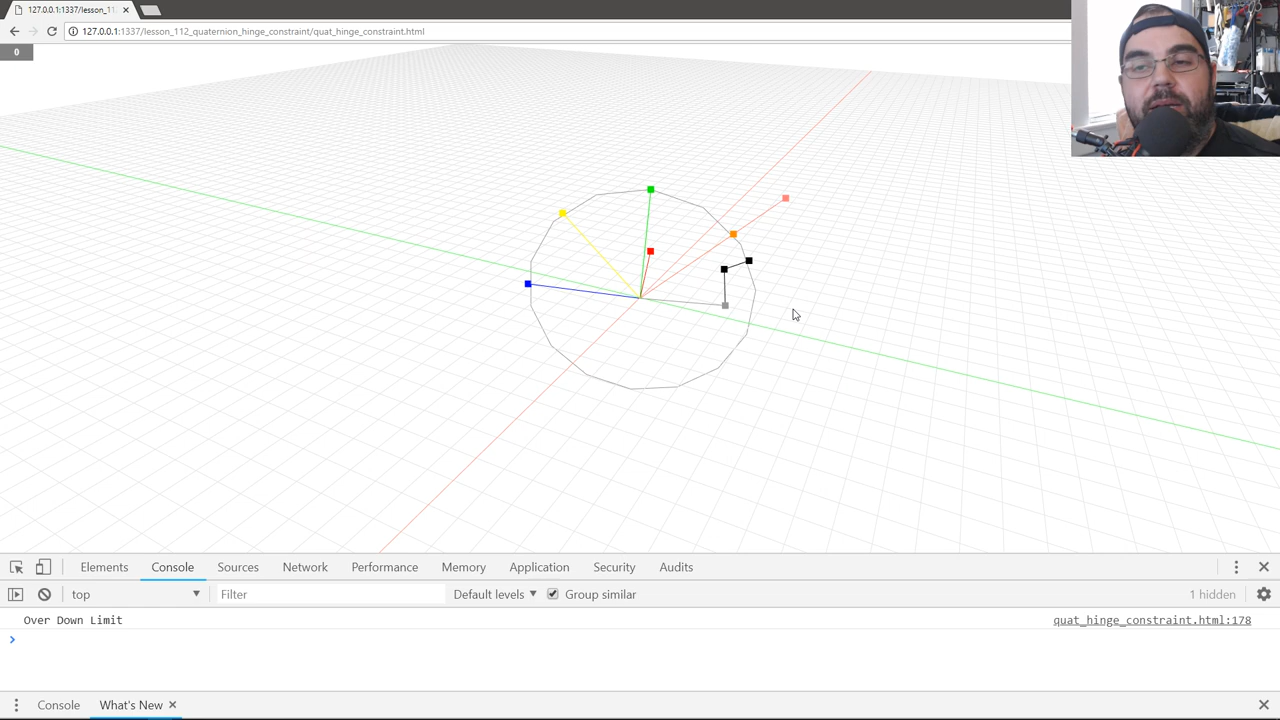 127.0.0.1:1337/lesson_11
127.0.0.1:1337/lesson_112_quaternion_hinge_constraint/quat_hinge_constraint.html
0
Elements Console Sources Network Performance Memory Application Security Audits
top Filter Default levels Group similar 1 hidden
Over Down Limit quat_hinge_constraint.html:178
Console What's New